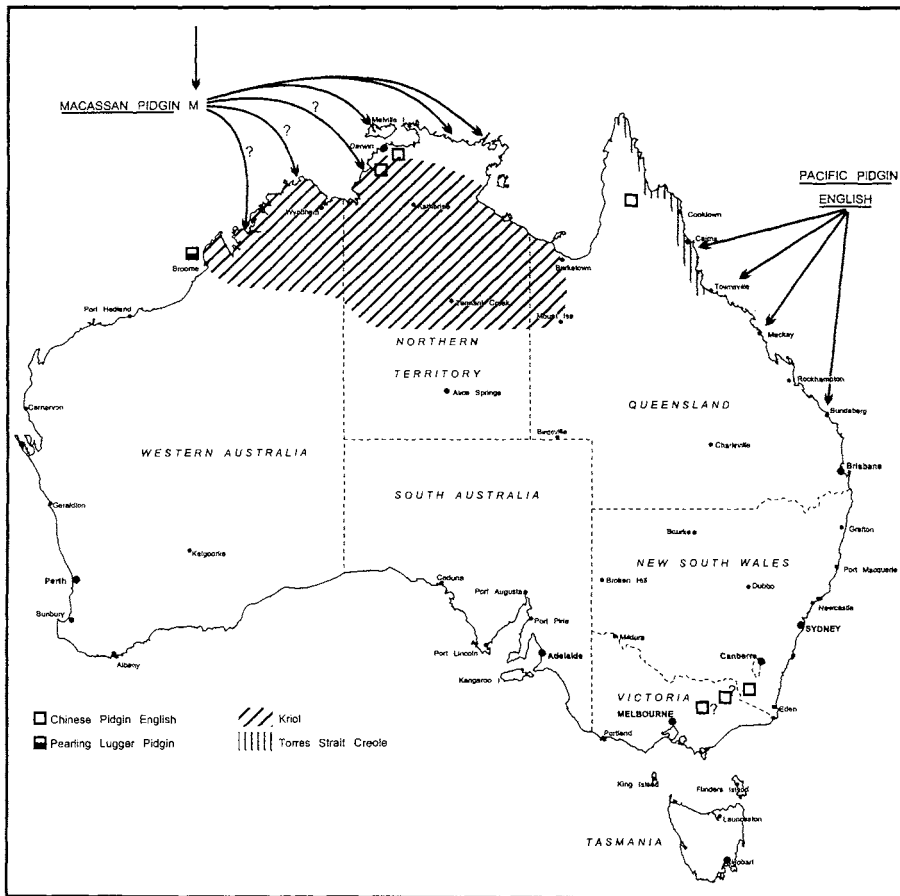 MACASSAN PIDGIN M
?
?
?
Melville I
Darwin
Wyndham
Katherine
PACIFIC PIDGIN
ENGLISH
Cooktown
Cairns
Broome
Burketown
Townsville
Port Hedland
Tennant Creek
Mount Isa
Mackay
NORTHERN
TERRITORY
Alice Springs
Rockhampton
Carnarvon
QUEENSLAND
Bundaberg
Birdsville
Charleville
WESTERN AUSTRALIA
Brisbane
SOUTH AUSTRALIA
Geraldton
Bourke
Grafton
Kalgoorlie
NEW SOUTH WALES
Port Macquarie
Perth
Ceduna
Broken Hill
Dubbo
Port Augusta
Newcastle
Bunbury
Port Pirie
SYDNEY
Mildura
Albany
Port Lincoln
Adelaide
Canberra
Kangaroo I
VICTORIA
?
?
Eden
Chinese Pidgin English
Kriol
MELBOURNE
Pearling Lugger Pidgin
Torres Strait Creole
Portland
King Island
Flinders Island
Launceston
TASMANIA
Hobart